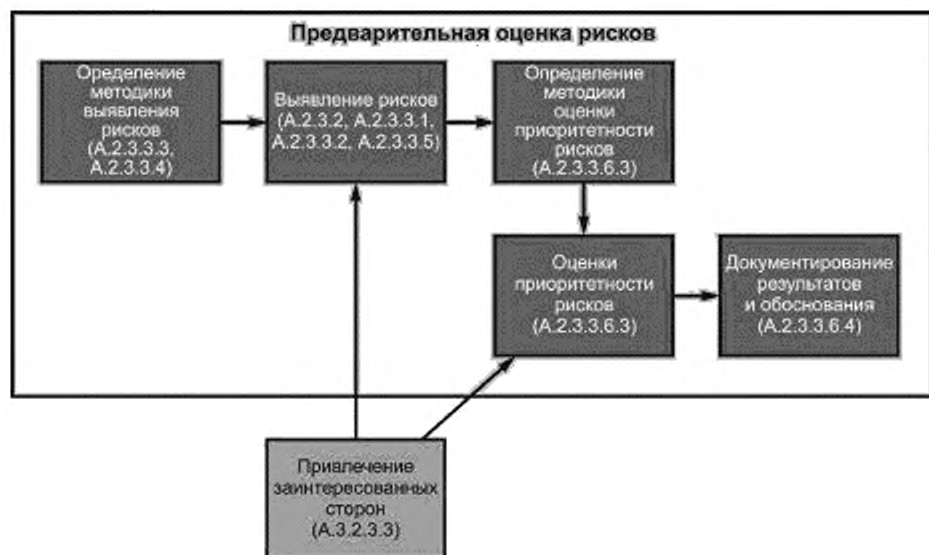 Предварительная оценка рисков
Оределение
методики
выявления
рисков
(А.2.3.3.3,
А.2.3.3.4)
Выявление рисков
(А.2.3.2, А.2.3.3.1,
А.2.3.3.2, А.2.3.3.5)
Определение
методики
оценки
приоритетности
рисков
(А.2.3.3.6.3)
Оценки
приоритетности
рисков
(А.2.3.3.6.3)
Документирование
результатов
и обоснования
(А.2.3.3.6.4)
Привлечение
заинтересованных
сторон
(А.3.2.3.3)